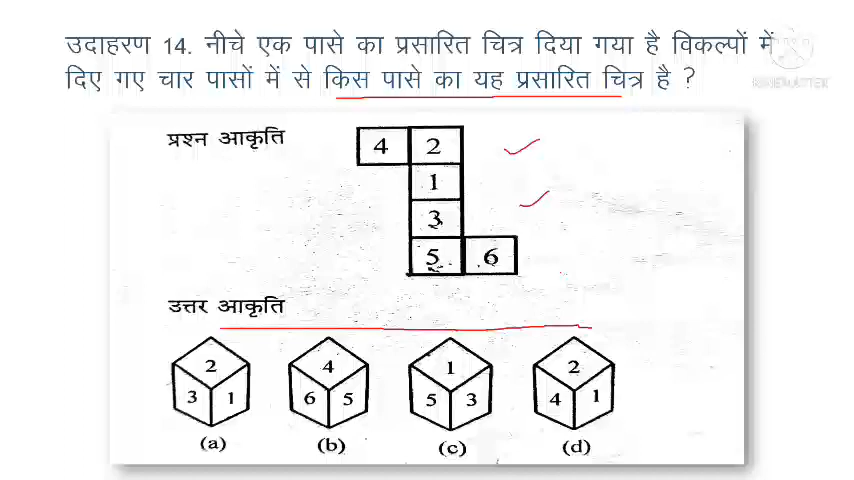 उदाहरण 14. नीचे एक पासे का प्रसारित चित्र दिया गया है विकल्पों में
दिए गए चार पासों में से किस पासे का यह प्रसारित चित्र है ?
KINEMASTER
प्रश्न आकृति
4 2
1
3
5 6
उत्तर आकृति
2 4 1 2
3 1 6 5 5 3 4 1
(a) (b) (c) (d)